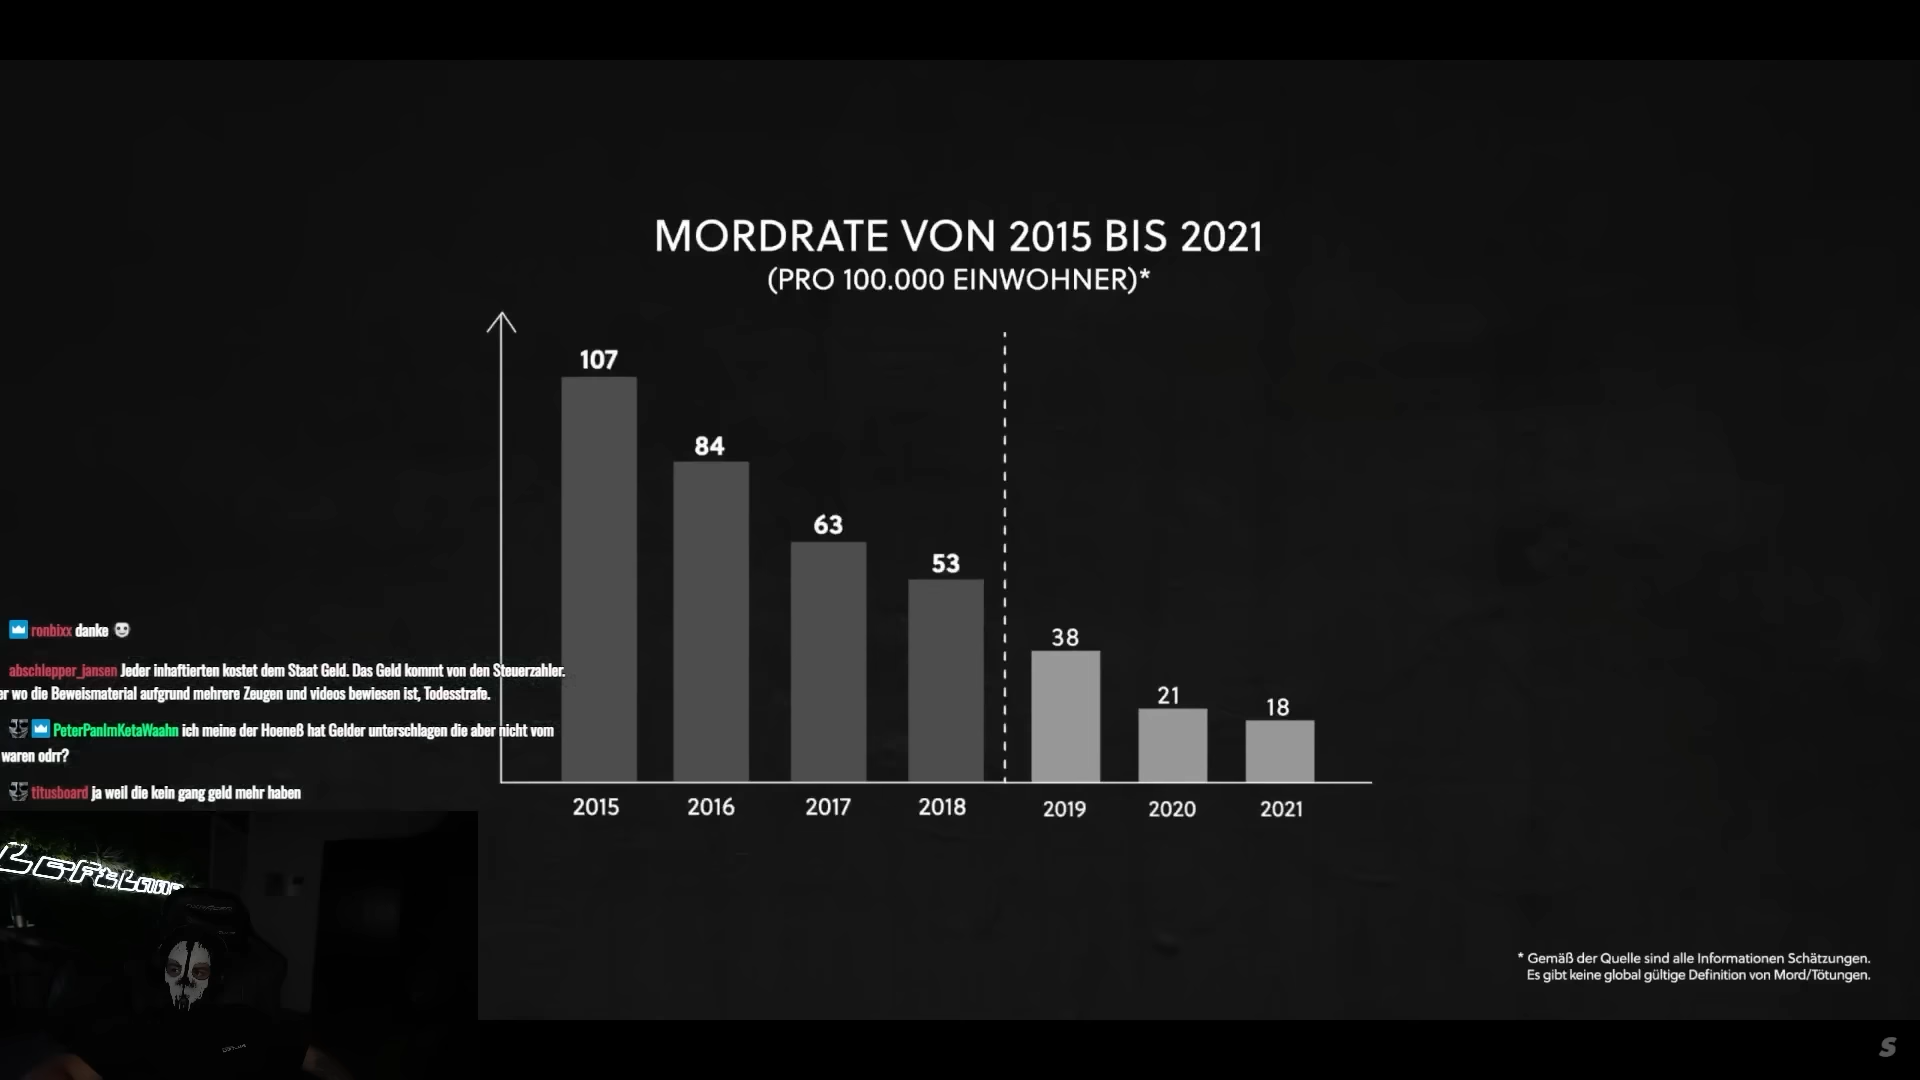 MORDRATE VON 2015 BIS 2021
(PRO 100.000 EINWOHNER)*
107
84
63
53
38
21
18
2015 2016 2017 2018 2019 2020 2021
ronbixx danke
abschlepper_jansen Jeder inhaftierten kostet dem Staat Geld. Das Geld kommt von den Steuerzahler.
er wo die Beweismaterial aufgrund mehrere Zeugen und videos bewiesen ist, Todesstrafe.
PeterPanImKetaWaahn ich meine der Hoeneß hat Gelder unterschlagen die aber nicht vom
waren odrr?
titusboard ja weil die kein gang geld mehr haben
* Gemäß der Quelle sind alle Informationen Schätzungen.
Es gibt keine global gültige Definition von Mord/Tötungen.
S